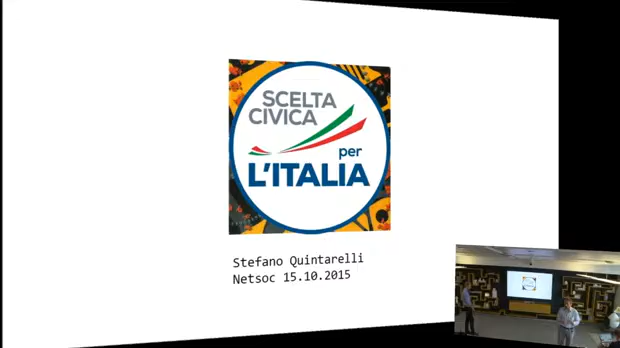 SCELTA
CIVICA
per
L'ITALIA
Stefano Quintarelli
Netsoc 15.10.2015